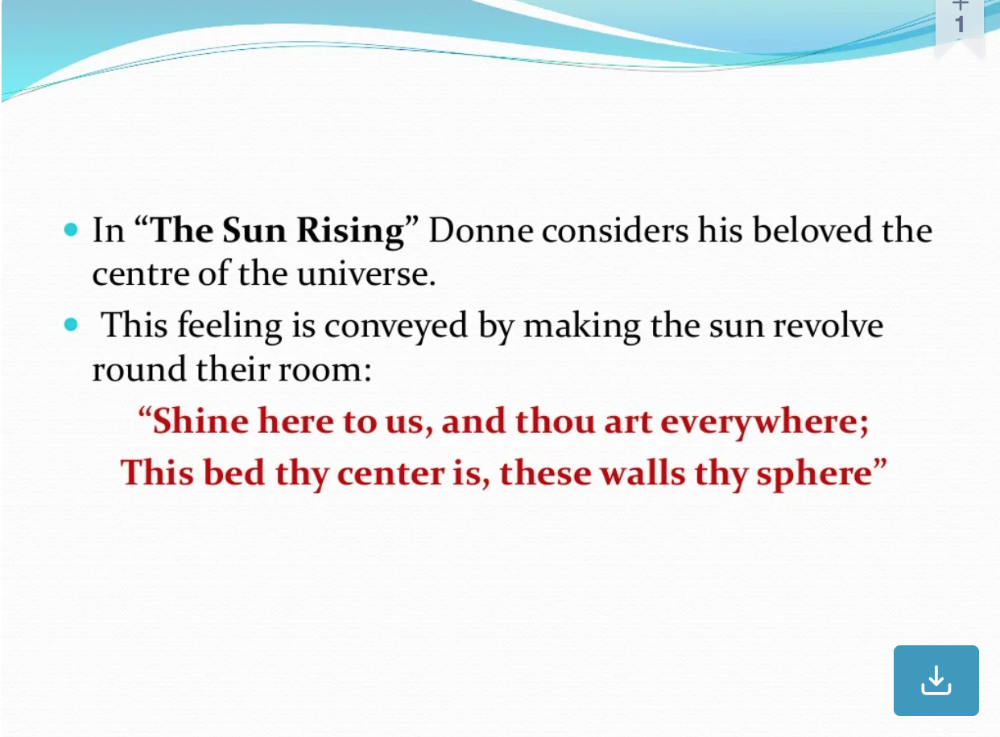 +
1
In “The Sun Rising” Donne considers his beloved the
centre of the universe.
This feeling is conveyed by making the sun revolve
round their room:
“Shine here to us, and thou art everywhere;
This bed thy center is, these walls thy sphere”